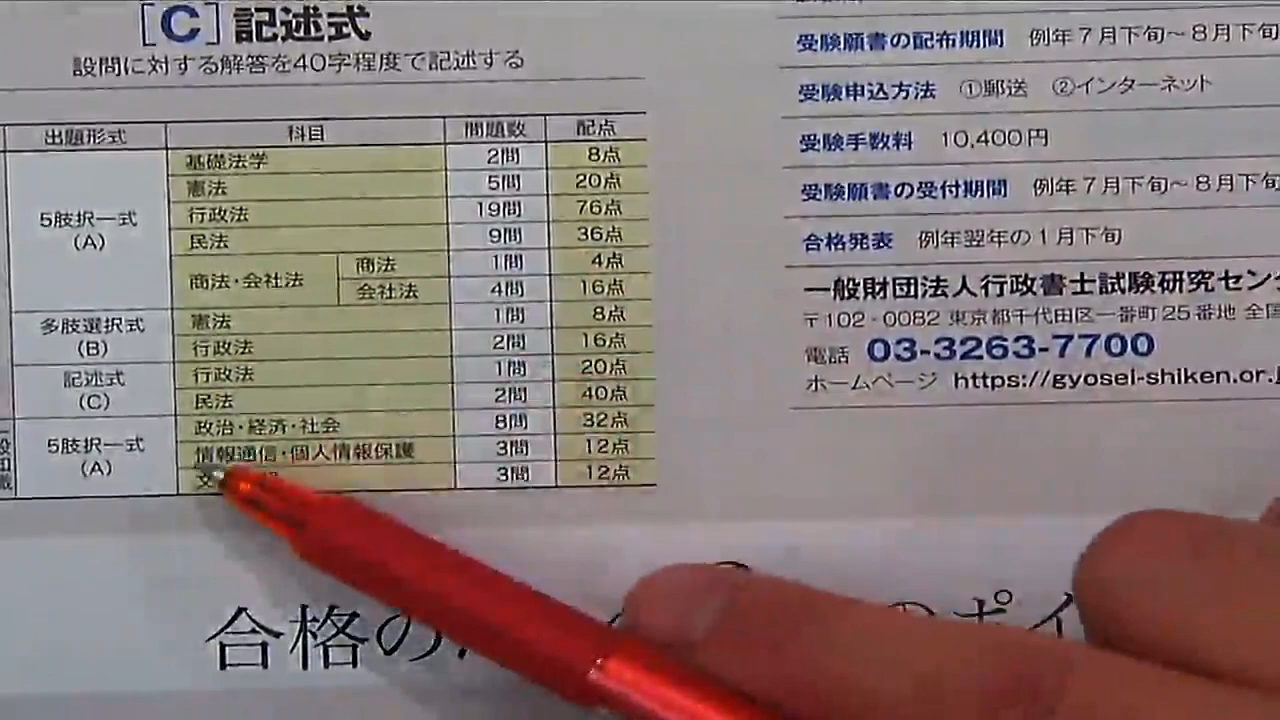 [C]記述式
設問に対する解答を40字程度で記述する
出題形式 科目 問題数 配点
5肢択一式
(A)
基礎法学 2問 8点
憲法 5問 20点
行政法 19問 76点
民法 9問 36点
商法・会社法
商法 1問 4点
会社法 4問 16点
多肢選択式
(B)
憲法 1問 8点
行政法 2問 16点
記述式
(C)
行政法 1問 20点
民法 2問 40点
5肢択一式
(A)
政治・経済・社会 8問 32点
情報通信・個人情報保護 3問 12点
文 3問 12点
受験願書の配布期間 例年7月下旬~8月下旬
受験申込方法 ①郵送 ②インターネット
受験手数料 10,400円
受験願書の受付期間 例年7月下旬~8月下旬
合格発表 例年翌年の1月下旬
一般財団法人行政書士試験研究セン
〒102-0082 東京都千代田区一番町25番地 全国
電話 03-3263-7700
ホームページ https://gyosei-shiken.or.j
合格の のポイ